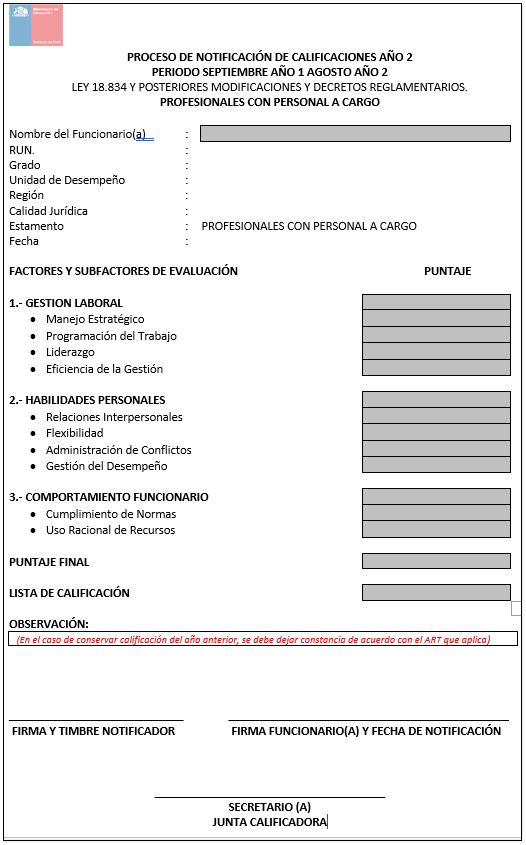 Ministerio de
Educación
Gobierno de Chile
PROCESO DE NOTIFICACIÓN DE CALIFICACIONES AÑO 2
PERIODO SEPTIEMBRE AÑO 1 AGOSTO AÑO 2
LEY 18.834 Y POSTERIORES MODIFICACIONES Y DECRETOS REGLAMENTARIOS.
PROFESIONALES CON PERSONAL A CARGO
Nombre del Funcionario(a) :
RUN. :
Grado :
Unidad de Desempeño :
Región :
Calidad Jurídica :
Estamento : PROFESIONALES CON PERSONAL A CARGO
Fecha :
FACTORES Y SUBFACTORES DE EVALUACIÓN PUNTAJE
1.- GESTION LABORAL
• Manejo Estratégico
• Programación del Trabajo
• Liderazgo
• Eficiencia de la Gestión
2.- HABILIDADES PERSONALES
• Relaciones Interpersonales
• Flexibilidad
• Administración de Conflictos
• Gestión del Desempeño
3.- COMPORTAMIENTO FUNCIONARIO
• Cumplimiento de Normas
• Uso Racional de Recursos
PUNTAJE FINAL
LISTA DE CALIFICACIÓN
OBSERVACIÓN:
(En el caso de conservar calificación del año anterior, se debe dejar constancia de acuerdo con el ART que aplica)
FIRMA Y TIMBRE NOTIFICADOR FIRMA FUNCIONARIO(A) Y FECHA DE NOTIFICACIÓN
SECRETARIO (A)
JUNTA CALIFICADORA